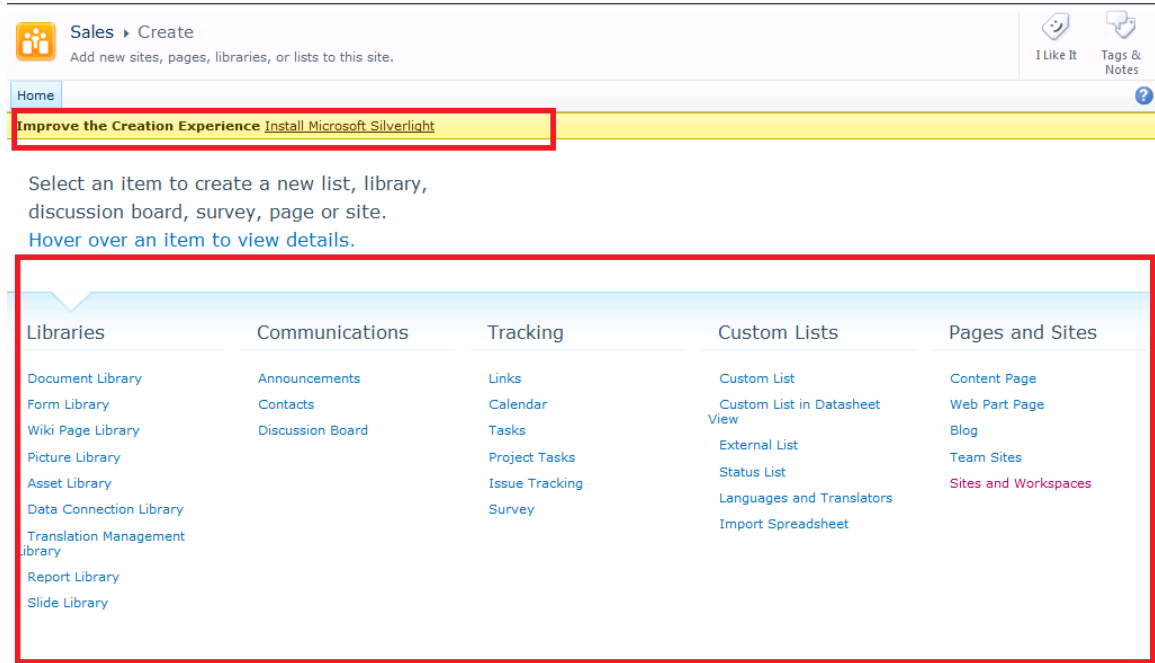 Sales ▸ Create
Add new sites, pages, libraries, or lists to this site.
I Like It
Tags &
Notes
Home
Improve the Creation Experience Install Microsoft Silverlight
Select an item to create a new list, library,
discussion board, survey, page or site.
Hover over an item to view details.
Libraries
Document Library
Form Library
Wiki Page Library
Picture Library
Asset Library
Data Connection Library
Translation Management
Library
Report Library
Slide Library
Communications
Announcements
Contacts
Discussion Board
Tracking
Links
Calendar
Tasks
Project Tasks
Issue Tracking
Survey
Custom Lists
Custom List
Custom List in Datasheet
View
External List
Status List
Languages and Translators
Import Spreadsheet
Pages and Sites
Content Page
Web Part Page
Blog
Team Sites
Sites and Workspaces